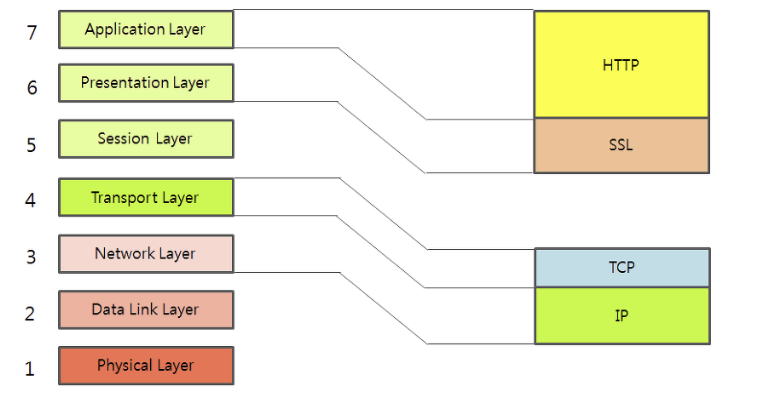 7 Application Layer
HTTP
6 Presentation Layer
5 Session Layer
SSL
4 Transport Layer
3 Network Layer
TCP
2 Data Link Layer
IP
1 Physical Layer